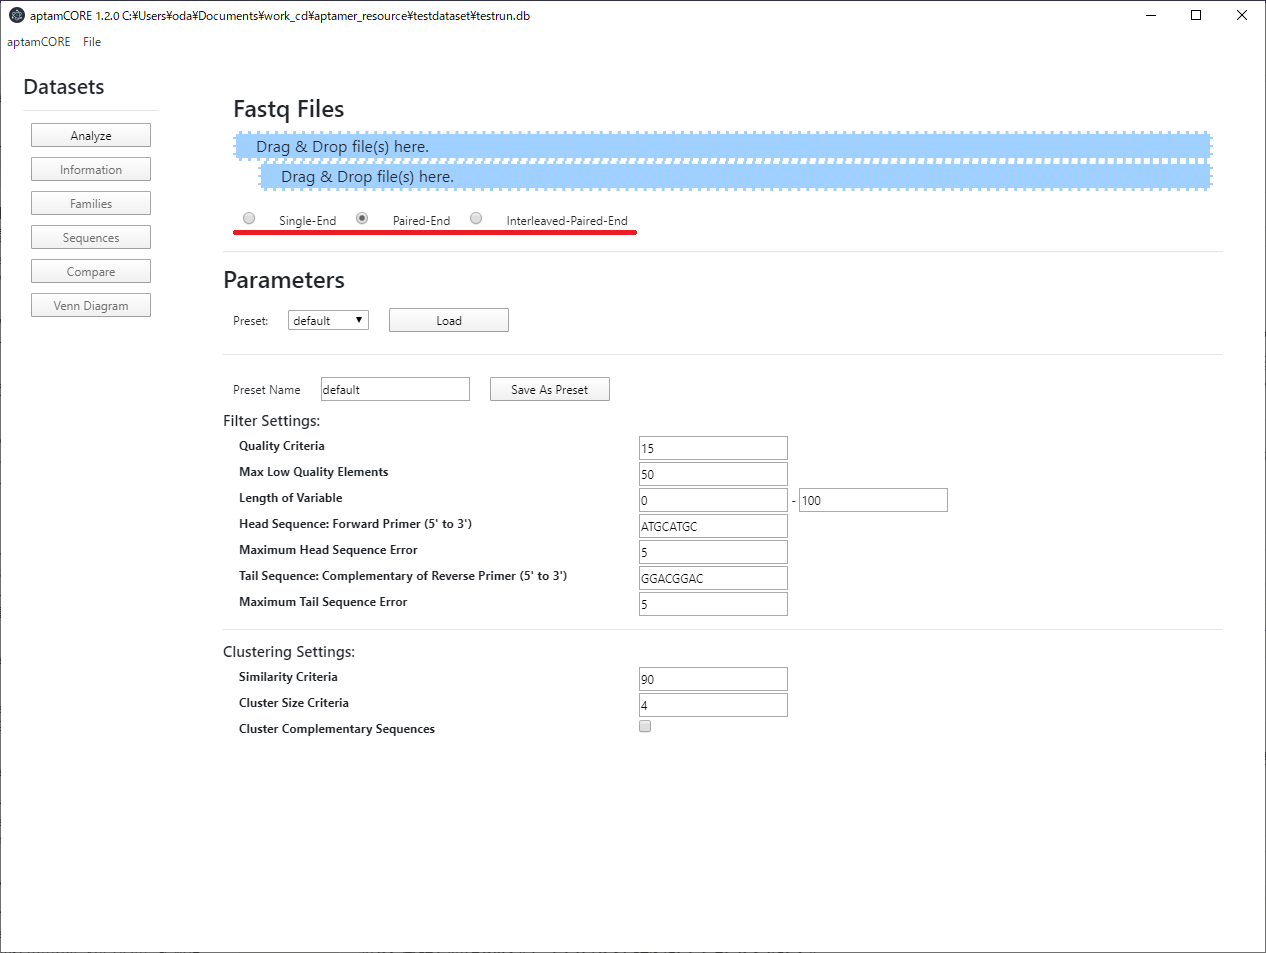 aptamCORE 1.2.0 C:¥Users¥oda¥Documents¥work_cd¥aptamer_resource¥testdataset¥testrun.db
aptamCORE File
Datasets
Analyze
Information
Families
Sequences
Compare
Venn Diagram
Fastq Files
Drag & Drop file(s) here.
Drag & Drop file(s) here.
Single-End Paired-End Interleaved-Paired-End
Parameters
Preset: default Load
Preset Name default Save As Preset
Filter Settings:
Quality Criteria 15
Max Low Quality Elements 50
Length of Variable 0 - 100
Head Sequence: Forward Primer (5' to 3') ATGCATGC
Maximum Head Sequence Error 5
Tail Sequence: Complementary of Reverse Primer (5' to 3') GGACGGAC
Maximum Tail Sequence Error 5
Clustering Settings:
Similarity Criteria 90
Cluster Size Criteria 4
Cluster Complementary Sequences